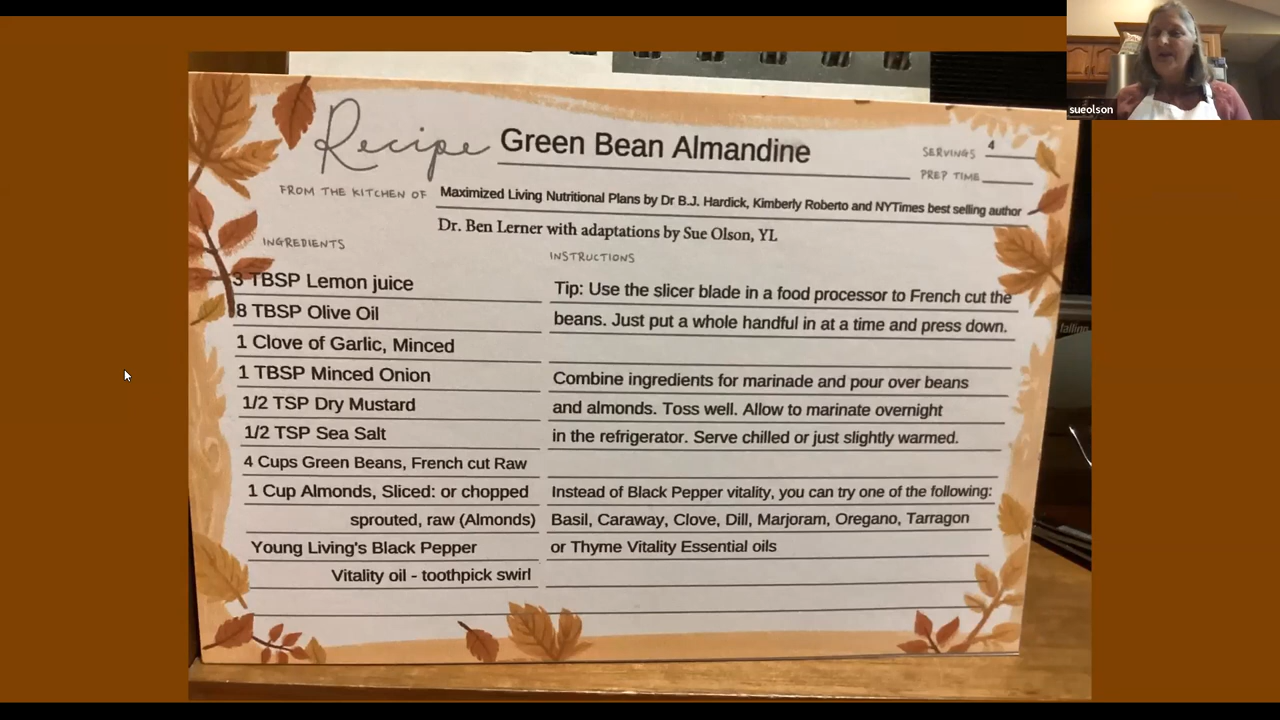 sueolson
Recipe Green Bean Almandine
SERVINGS 4
PREP TIME
FROM THE KITCHEN OF Maximized Living Nutritional Plans by Dr B.J. Hardick, Kimberly Roberto and NYTimes best selling author
Dr. Ben Lerner with adaptations by Sue Olson, YL
INGREDIENTS
3 TBSP Lemon juice
8 TBSP Olive Oil
1 Clove of Garlic, Minced
1 TBSP Minced Onion
1/2 TSP Dry Mustard
1/2 TSP Sea Salt
4 Cups Green Beans, French cut Raw
1 Cup Almonds, Sliced: or chopped
sprouted, raw (Almonds)
Young Living's Black Pepper
Vitality oil - toothpick swirl
INSTRUCTIONS
Tip: Use the slicer blade in a food processor to French cut the
beans. Just put a whole handful in at a time and press down.
Combine ingredients for marinade and pour over beans
and almonds. Toss well. Allow to marinate overnight
in the refrigerator. Serve chilled or just slightly warmed.
Instead of Black Pepper vitality, you can try one of the following:
Basil, Caraway, Clove, Dill, Marjoram, Oregano, Tarragon
or Thyme Vitality Essential oils